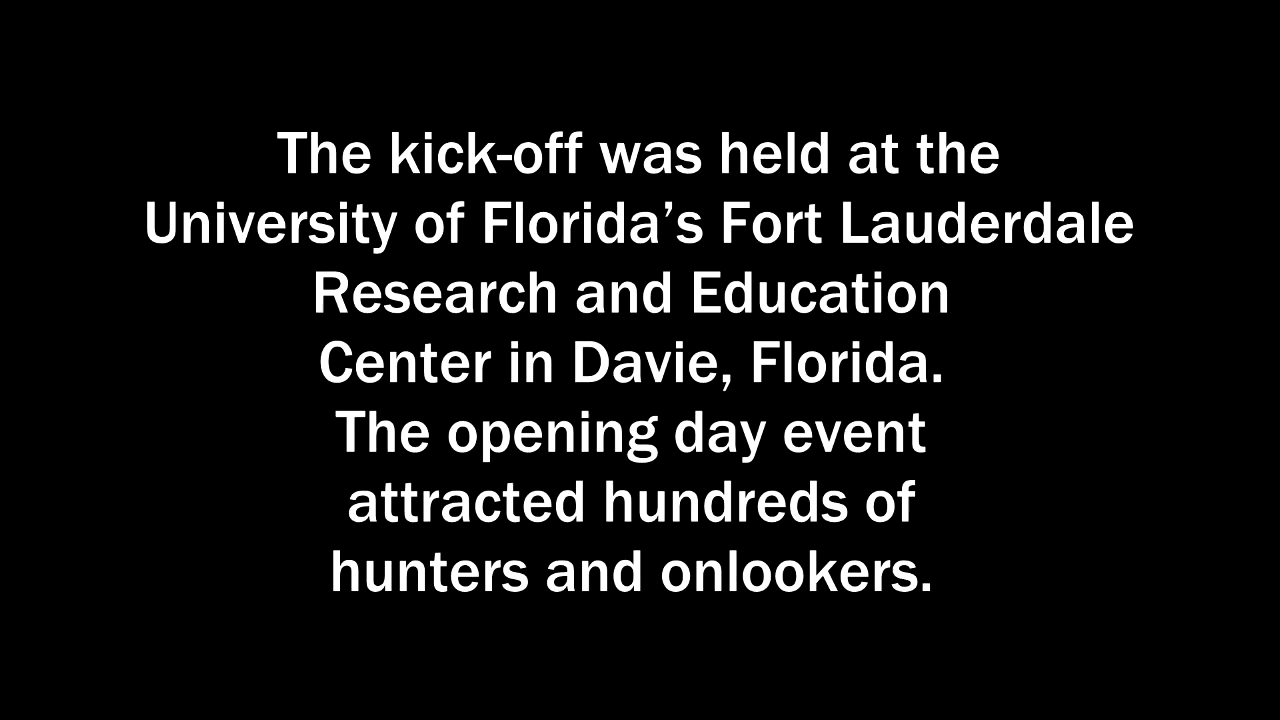 The kick-off was held at the
University of Florida’s Fort Lauderdale
Research and Education
Center in Davie, Florida.
The opening day event
attracted hundreds of
hunters and onlookers.